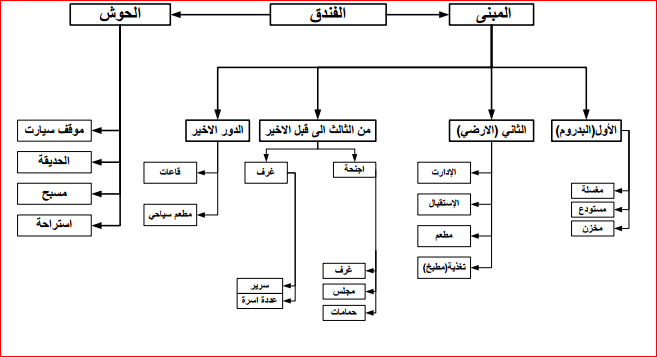 المبنى
الفندق
الحوش
الأول(البدروم)
الثاني (الارضي)
من الثالث الى قبل الاخير
الدور الاخير
موقف سيارت
الحديقة
مسبح
استراحة
مغسلة
مستودع
مخزن
الإدارت
الإستقبال
مطعم
تغذية(مطبخ)
اجنحة
غرف
غرف
مجلس
حمامات
سرير
عددة اسرة
قاعات
مطعم سياحي